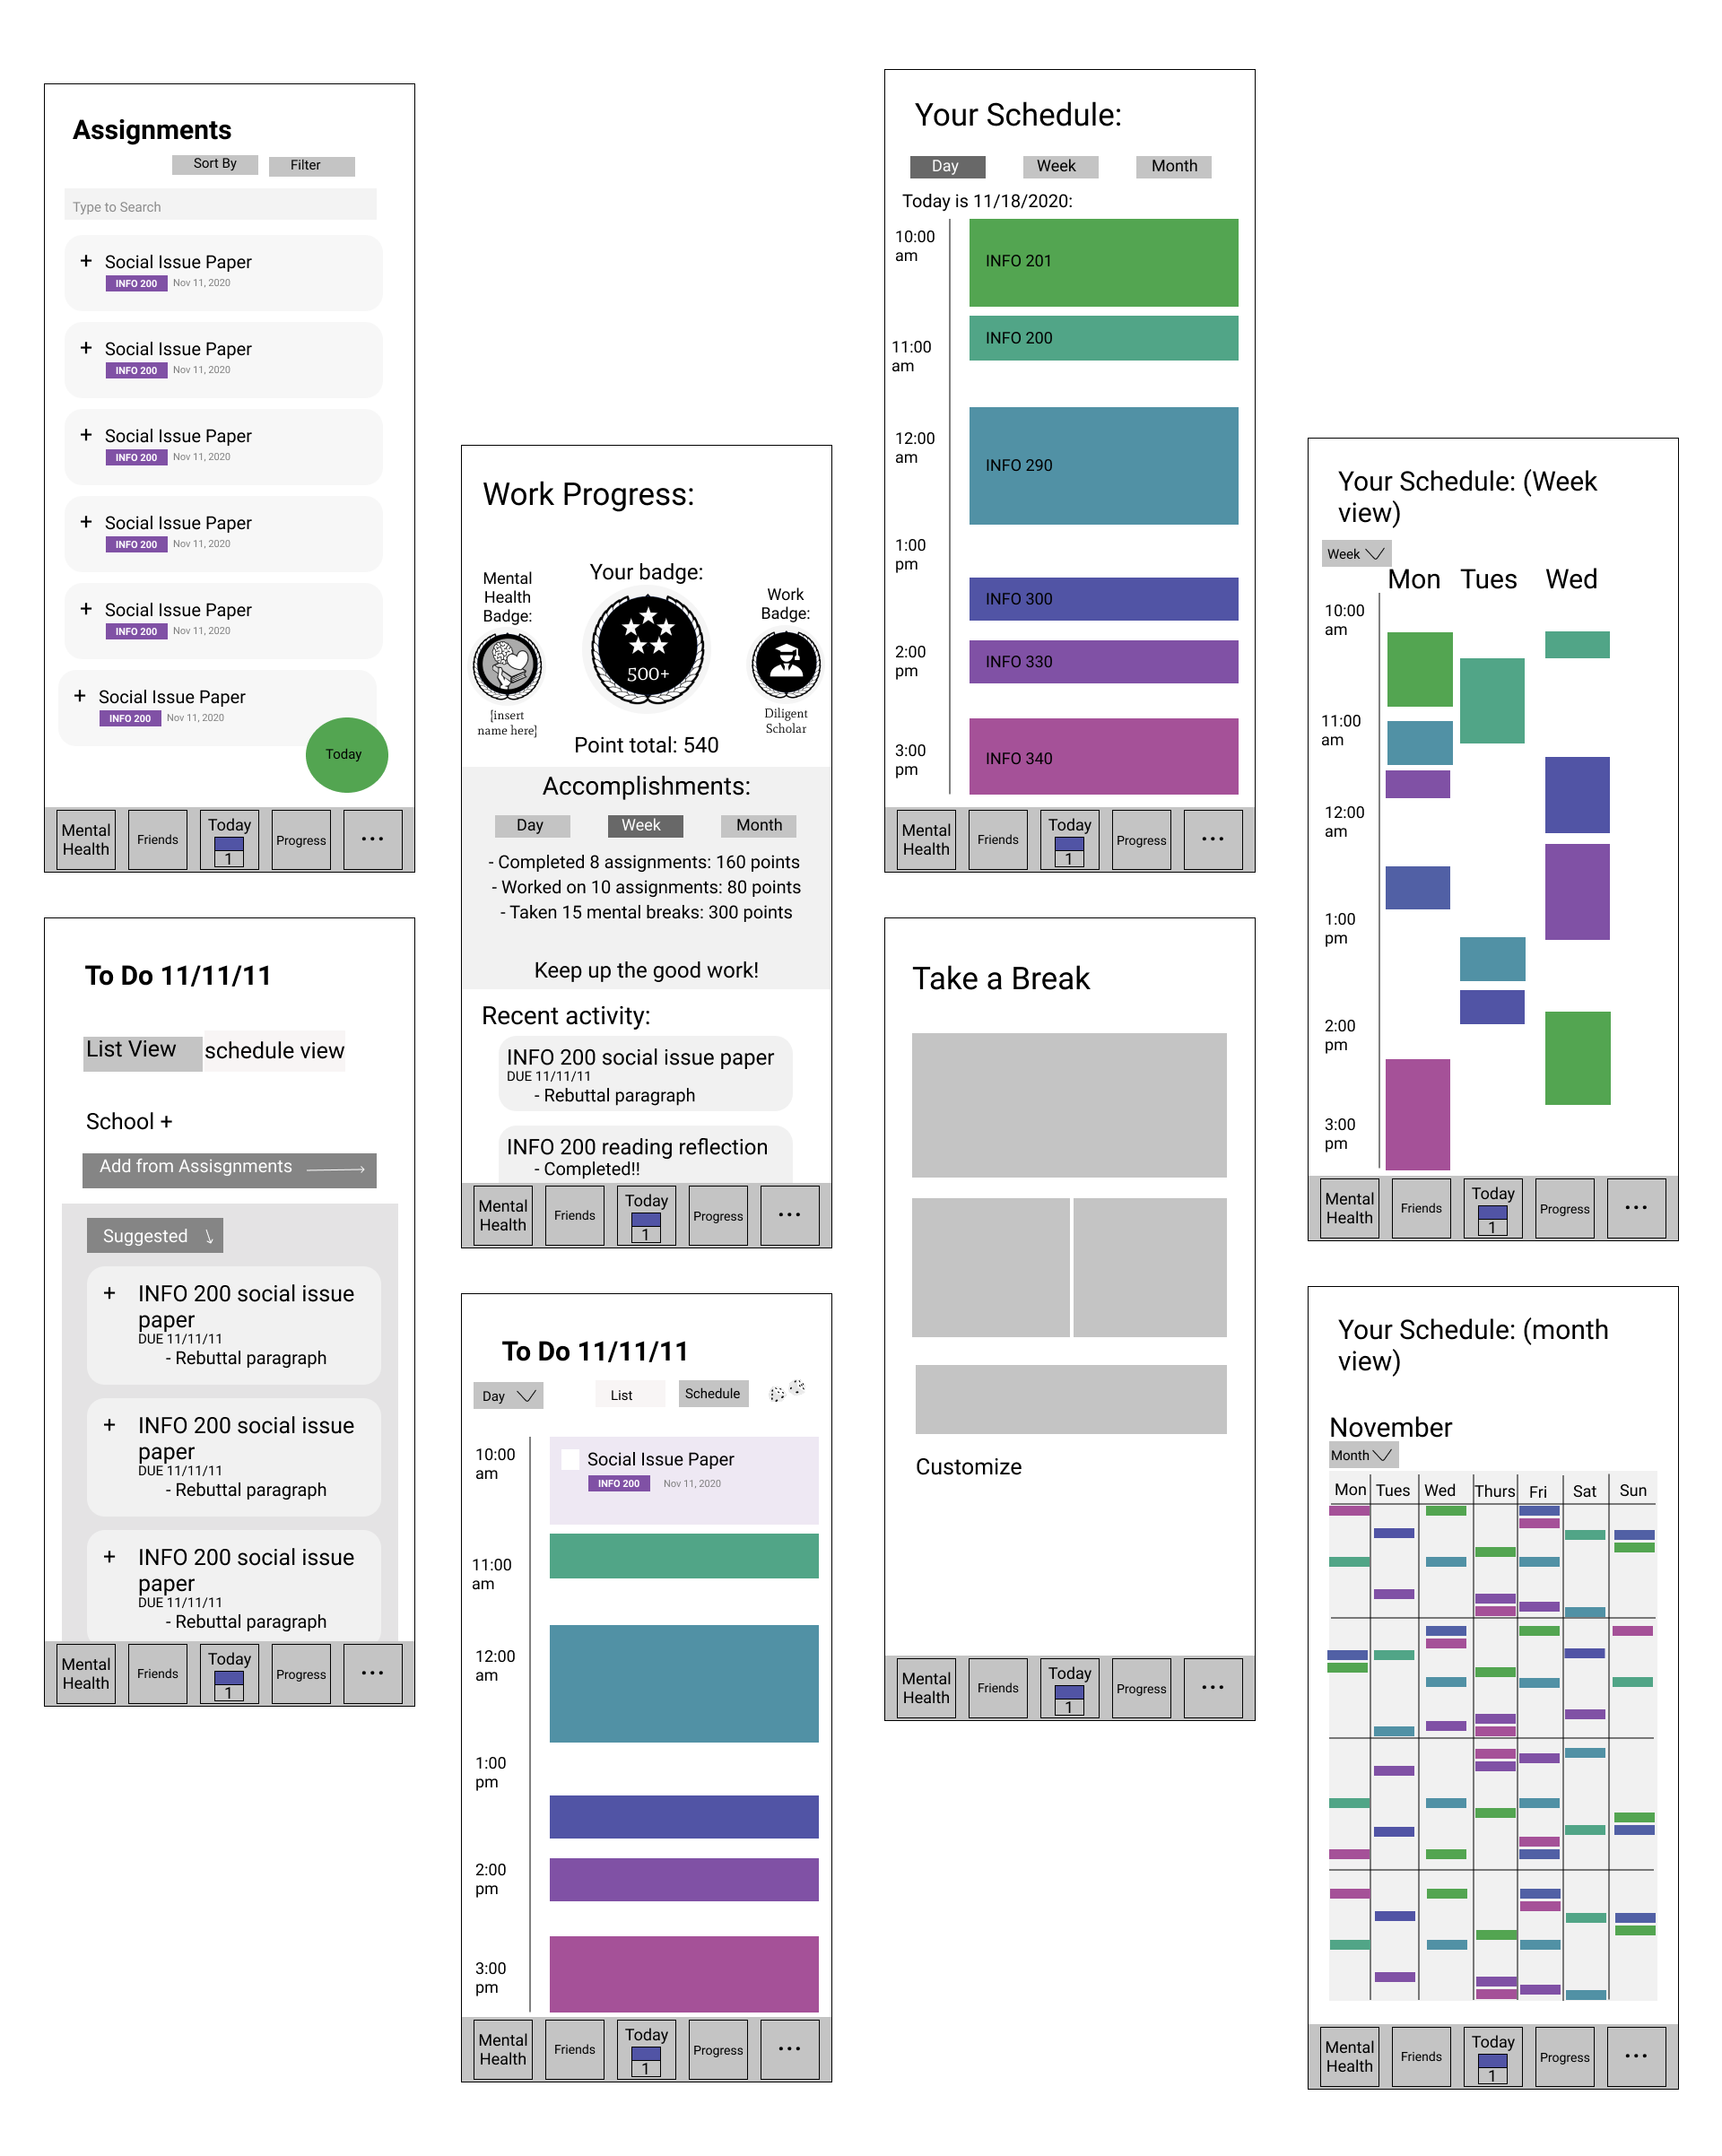 Assignments
Sort By
Filter
Type to Search
+ Social Issue Paper
INFO 200 Nov 11, 2020
+ Social Issue Paper
INFO 200 Nov 11, 2020
+ Social Issue Paper
INFO 200 Nov 11, 2020
+ Social Issue Paper
INFO 200 Nov 11, 2020
+ Social Issue Paper
INFO 200 Nov 11, 2020
+ Social Issue Paper
INFO 200 Nov 11, 2020
Today
Mental
Health
Friends
Today
1
Progress
...
To Do 11/11/11
List View
schedule view
School +
Add from Assisgnments
Suggested
+ INFO 200 social issue
paper
DUE 11/11/11
- Rebuttal paragraph
+ INFO 200 social issue
paper
DUE 11/11/11
- Rebuttal paragraph
+ INFO 200 social issue
paper
DUE 11/11/11
- Rebuttal paragraph
Mental
Health
Friends
Today
1
Progress
...
Work Progress:
Mental
Health
Badge:
[insert
name here]
Your badge:
500+
Work
Badge:
Diligent
Scholar
Point total: 540
Accomplishments:
Day
Week
Month
- Completed 8 assignments: 160 points
- Worked on 10 assignments: 80 points
- Taken 15 mental breaks: 300 points
Keep up the good work!
Recent activity:
INFO 200 social issue paper
DUE 11/11/11
- Rebuttal paragraph
INFO 200 reading reflection
- Completed!!
Mental
Health
Friends
Today
1
Progress
...
To Do 11/11/11
Day
List
Schedule
10:00
am
Social Issue Paper
INFO 200 Nov 11, 2020
11:00
am
12:00
am
1:00
pm
2:00
pm
3:00
pm
Mental
Health
Friends
Today
1
Progress
...
Your Schedule:
Day
Week
Month
Today is 11/18/2020:
10:00
am
INFO 201
INFO 200
11:00
am
12:00
am
INFO 290
1:00
pm
INFO 300
2:00
pm
INFO 330
3:00
pm
INFO 340
Mental
Health
Friends
Today
1
Progress
...
Take a Break
Customize
Mental
Health
Friends
Today
1
Progress
...
Your Schedule: (Week
view)
Week
Mon Tues Wed
10:00
am
11:00
am
12:00
am
1:00
pm
2:00
pm
3:00
pm
Mental
Health
Friends
Today
1
Progress
...
Your Schedule: (month
view)
November
Month
Mon Tues Wed Thurs Fri Sat Sun
Mental
Health
Friends
Today
1
Progress
...